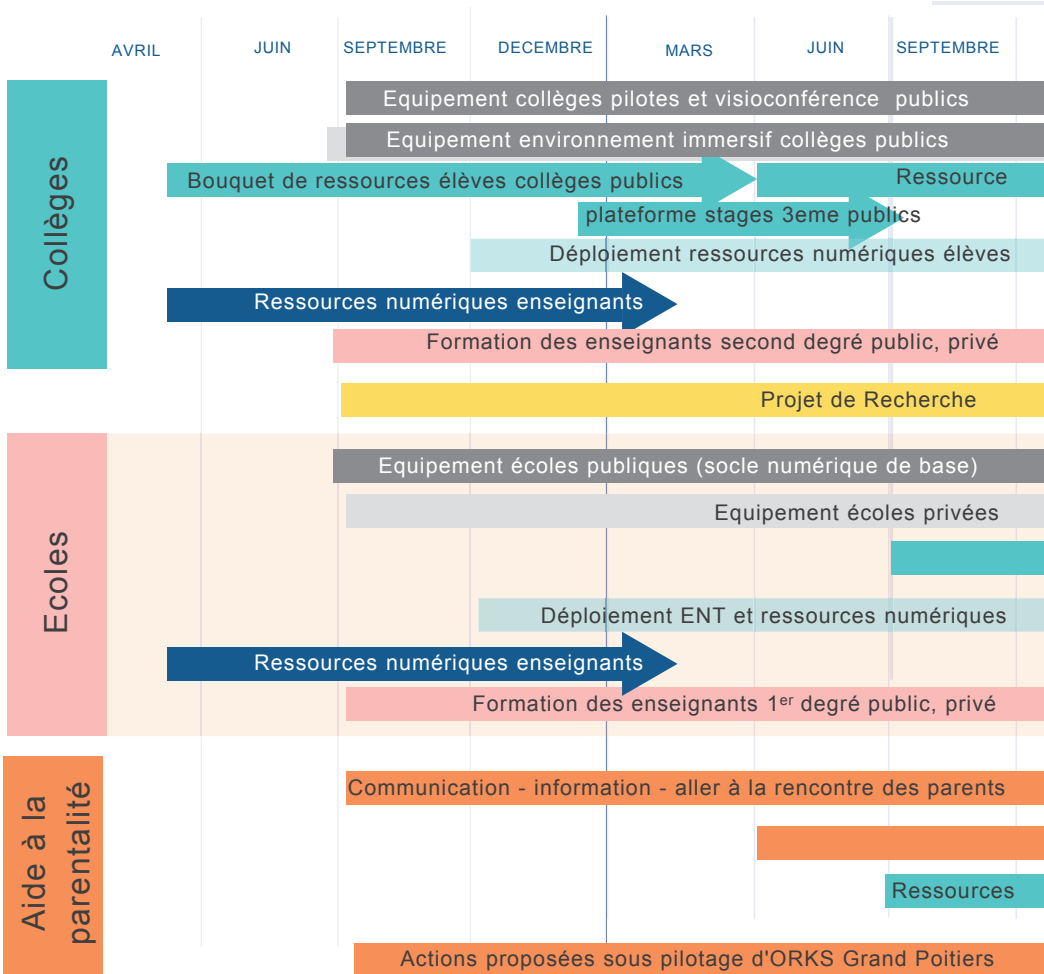 AVRIL JUIN SEPTEMBRE DECEMBRE MARS JUIN SEPTEMBRE
Collèges
Equipement collèges pilotes et visioconférence publics
Equipement environnement immersif collèges publics
Bouquet de ressources élèves collèges publics
Ressource
plateforme stages 3eme publics
Déploiement ressources numériques élèves
Ressources numériques enseignants
Formation des enseignants second degré public, privé
Projet de Recherche
Ecoles
Equipement écoles publiques (socle numérique de base)
Equipement écoles privées
Déploiement ENT et ressources numériques
Ressources numériques enseignants
Formation des enseignants 1er degré public, privé
Aide à la
parentalité
Communication - information - aller à la rencontre des parents
Ressources
Actions proposées sous pilotage d'ORKS Grand Poitiers